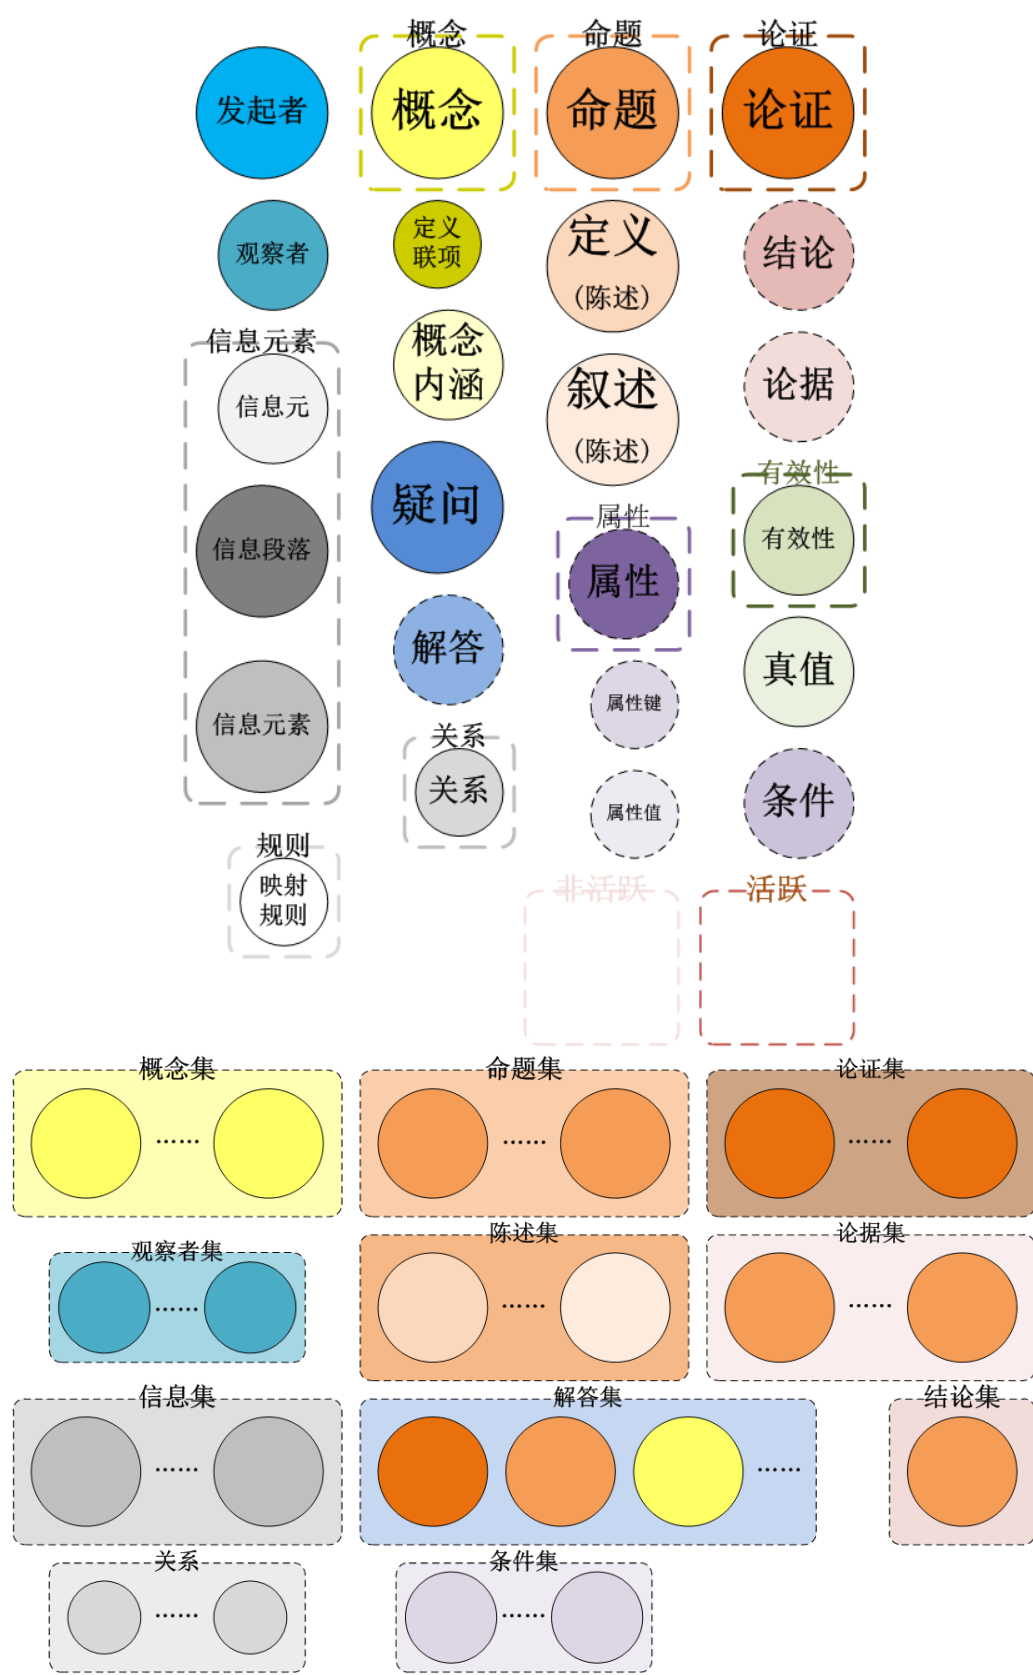 概念
命题
论证
发起者
概念
命题
论证
观察者
定义
联项
定义
(陈述)
结论
信息元素
信息元
概念
内涵
叙述
(陈述)
论据
疑问
属性
有效性
信息段落
属性
有效性
解答
真值
信息元素
关系
属性键
关系
属性值
条件
规则
映射
规则
非活跃
活跃
概念集
……
命题集
……
论证集
……
观察者集
……
陈述集
……
论据集
……
信息集
……
解答集
……
结论集
关系
……
条件集
……